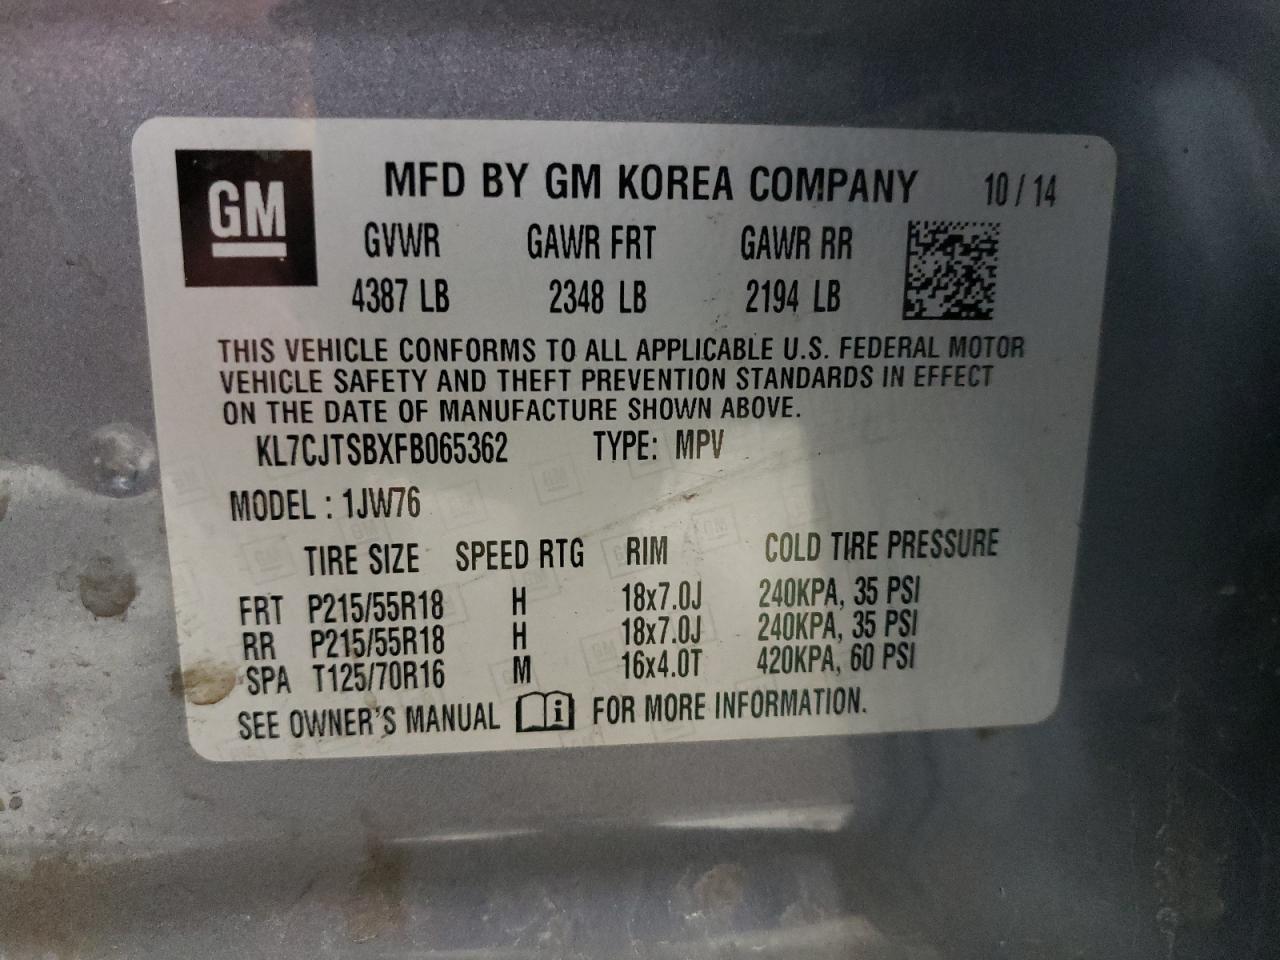 GM
MFD BY GM KOREA COMPANY 10 / 14
GVWR GAWR FRT GAWR RR
4387 LB 2348 LB 2194 LB
THIS VEHICLE CONFORMS TO ALL APPLICABLE U.S. FEDERAL MOTOR
VEHICLE SAFETY AND THEFT PREVENTION STANDARDS IN EFFECT
ON THE DATE OF MANUFACTURE SHOWN ABOVE.
KL7CJTSBXFB065362 TYPE: MPV
MODEL : 1JW76
TIRE SIZE SPEED RTG RIM COLD TIRE PRESSURE
FRT P215/55R18 H 18x7.0J 240KPA, 35 PSI
RR P215/55R18 H 18x7.0J 240KPA, 35 PSI
SPA T125/70R16 M 16x4.0T 420KPA, 60 PSI
SEE OWNER'S MANUAL i FOR MORE INFORMATION.